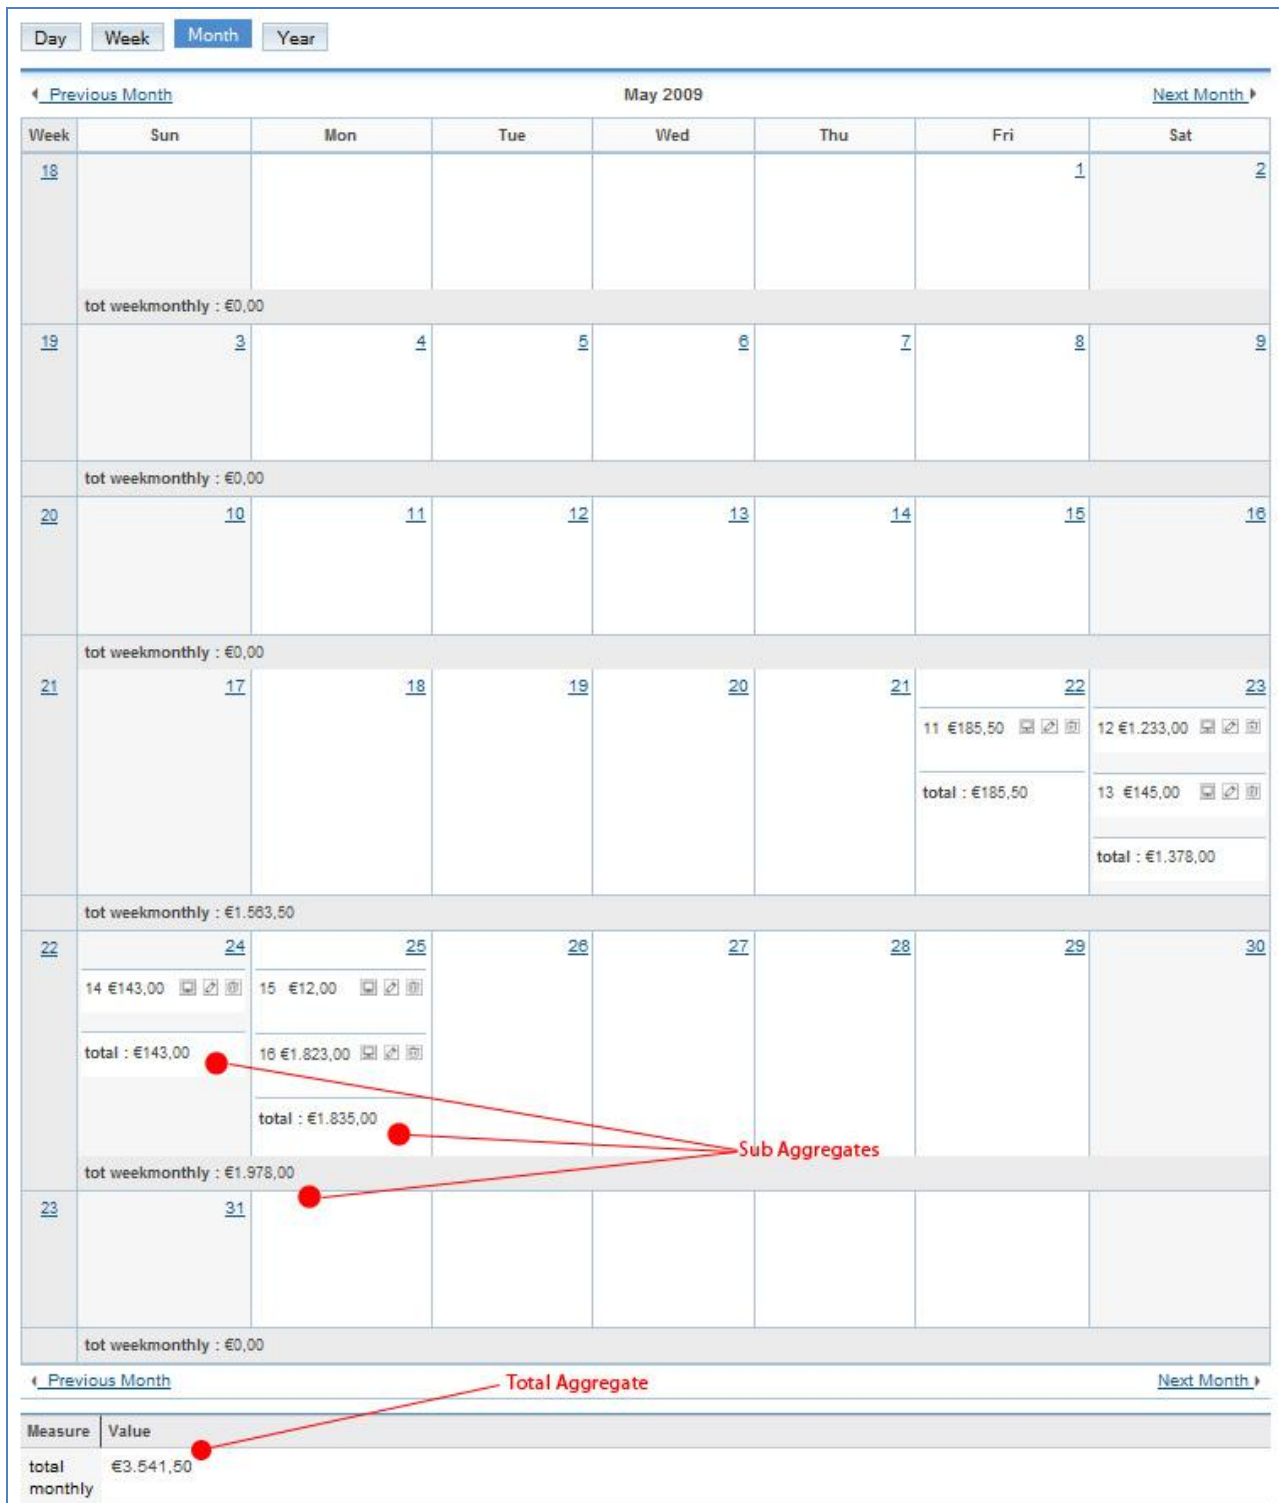 Day Week Month Year
Previous Month May 2009 Next Month
Week Sun Mon Tue Wed Thu Fri Sat
18 1 2
tot weekmonthly : €0,00
19 3 4 5 6 7 8 9
tot weekmonthly : €0,00
20 10 11 12 13 14 15 16
tot weekmonthly : €0,00
21 17 18 19 20 21 22 23
11 €185,50 12 €1.233,00
total : €185,50 13 €145,00
total : €1.378,00
tot weekmonthly : €1.563,50
22 24 25 26 27 28 29 30
14 €143,00 15 €12,00
total : €143,00 16 €1.823,00
total : €1.835,00
Sub Aggregates
tot weekmonthly : €1.978,00
23 31
tot weekmonthly : €0,00
Previous Month Total Aggregate Next Month
Measure Value
total €3.541,50
monthly